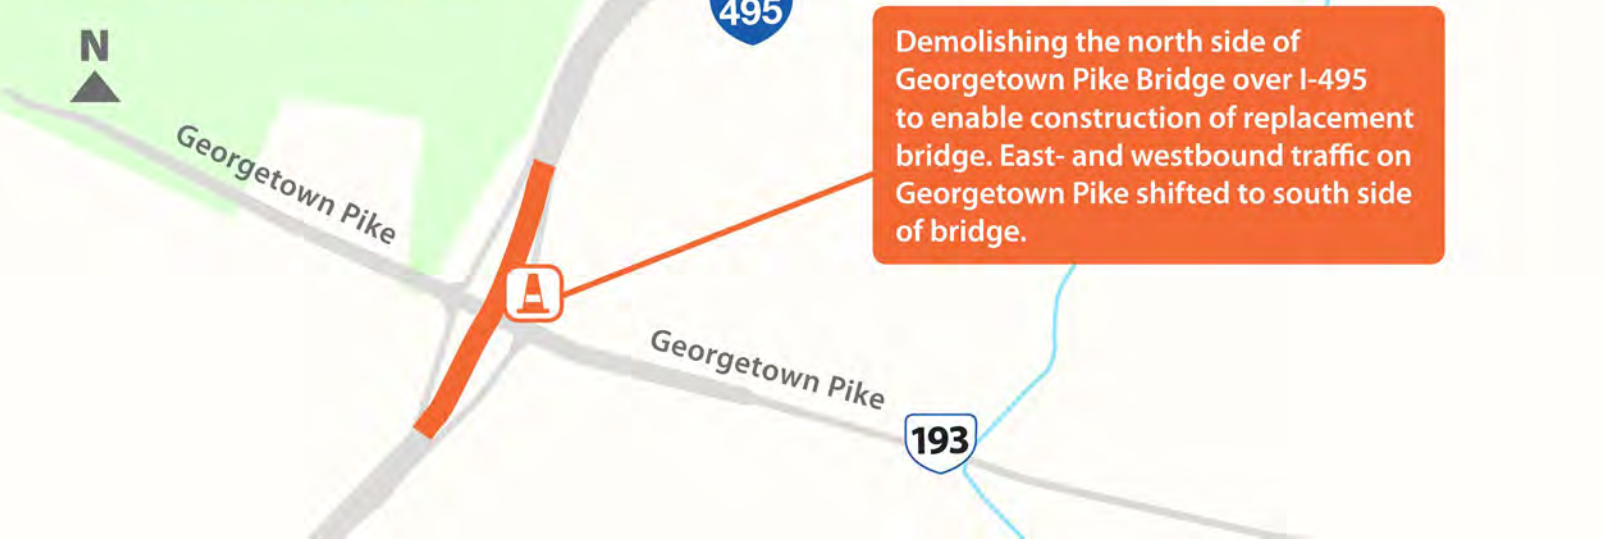 495
N
Demolishing the north side of
Georgetown Pike Bridge over I-495
to enable construction of replacement
bridge. East- and westbound traffic on
Georgetown Pike shifted to south side
of bridge.
Georgetown Pike
Georgetown Pike
193